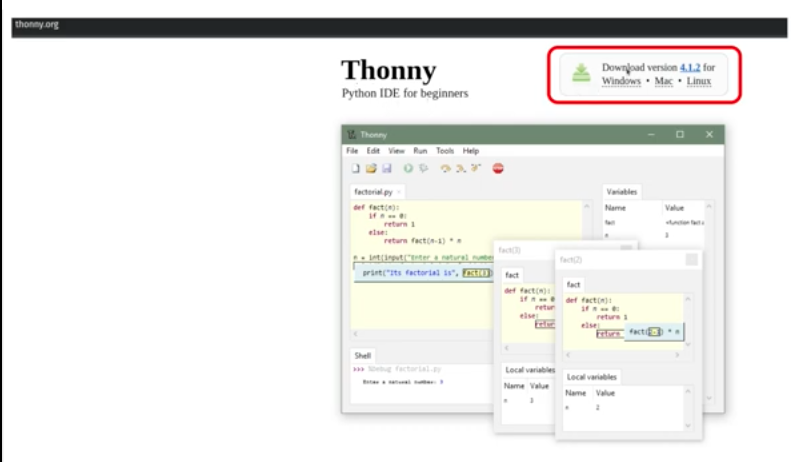 thonny.org
Thonny
Python IDE for beginners
Download version 4.1.2 for
Windows • Mac • Linux
Thonny
File Edit View Run Tools Help
factorial.py
def fact(n):
if n == 0:
return 1
else:
return fact(n-1) * n
n = int(input("Enter a natural number
print("Its factorial is", fact(3)
Shell
>>> %Debug factorial.py
Enter a natural number: 3
Variables
Name Value
fact <function fact a
n 3
fact(3)
fact
def fact(n):
if n == 0
retur
else:
retur
Local variables
Name Value
n 3
fact(2)
fact
def fact(n):
if n == 0:
return 1
else:
return fact(2-1) * n
Local variables
Name Value
n 2